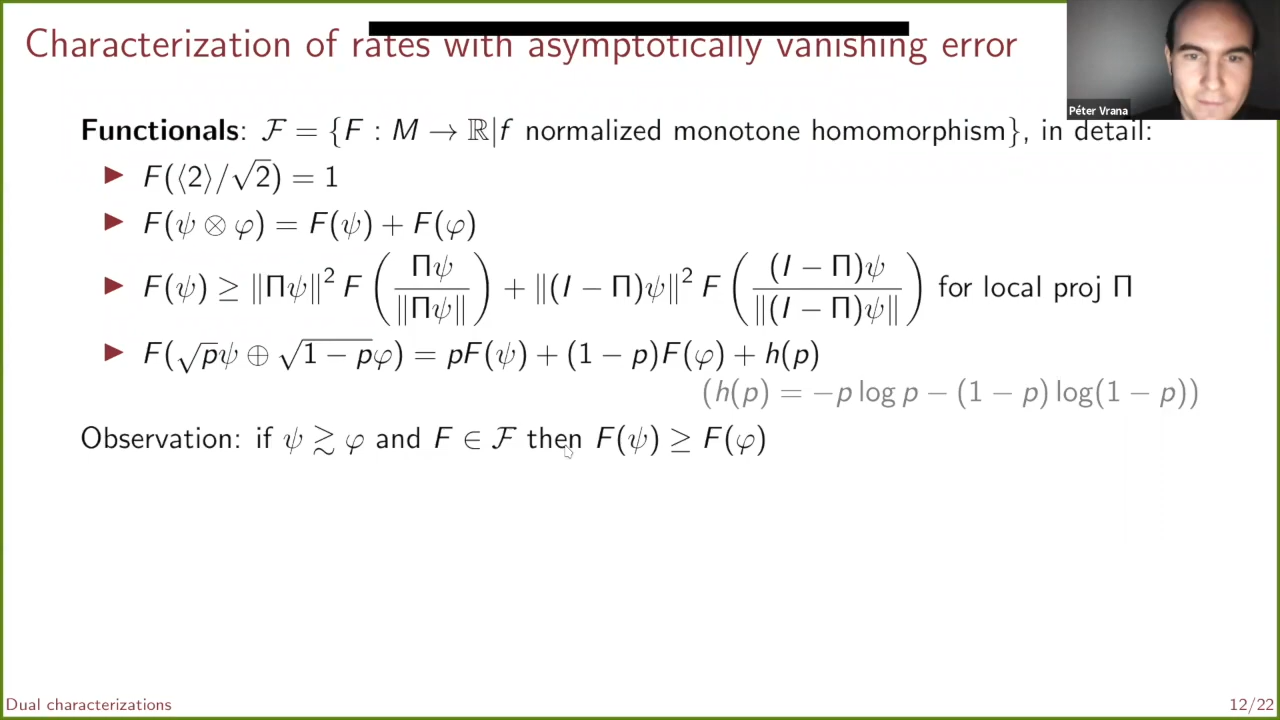 Characterization of rates with asymptotically vanishing error
Péter Vrana
Functionals: ℱ = {F : M → ℝ|f normalized monotone homomorphism}, in detail:
▶ F(⟨2⟩/√2) = 1
▶ F(ψ ⊗ φ) = F(ψ) + F(φ)
▶ F(ψ) ≥ ‖Πψ‖² F(Πψ/‖Πψ‖) + ‖(I − Π)ψ‖² F((I − Π)ψ/‖(I − Π)ψ‖) for local proj Π
▶ F(√pψ ⊕ √(1 − p)φ) = pF(ψ) + (1 − p)F(φ) + h(p)
(h(p) = −p log p − (1 − p) log(1 − p))
Observation: if ψ ≳ φ and F ∈ ℱ then F(ψ) ≥ F(φ)
Dual characterizations
12/22